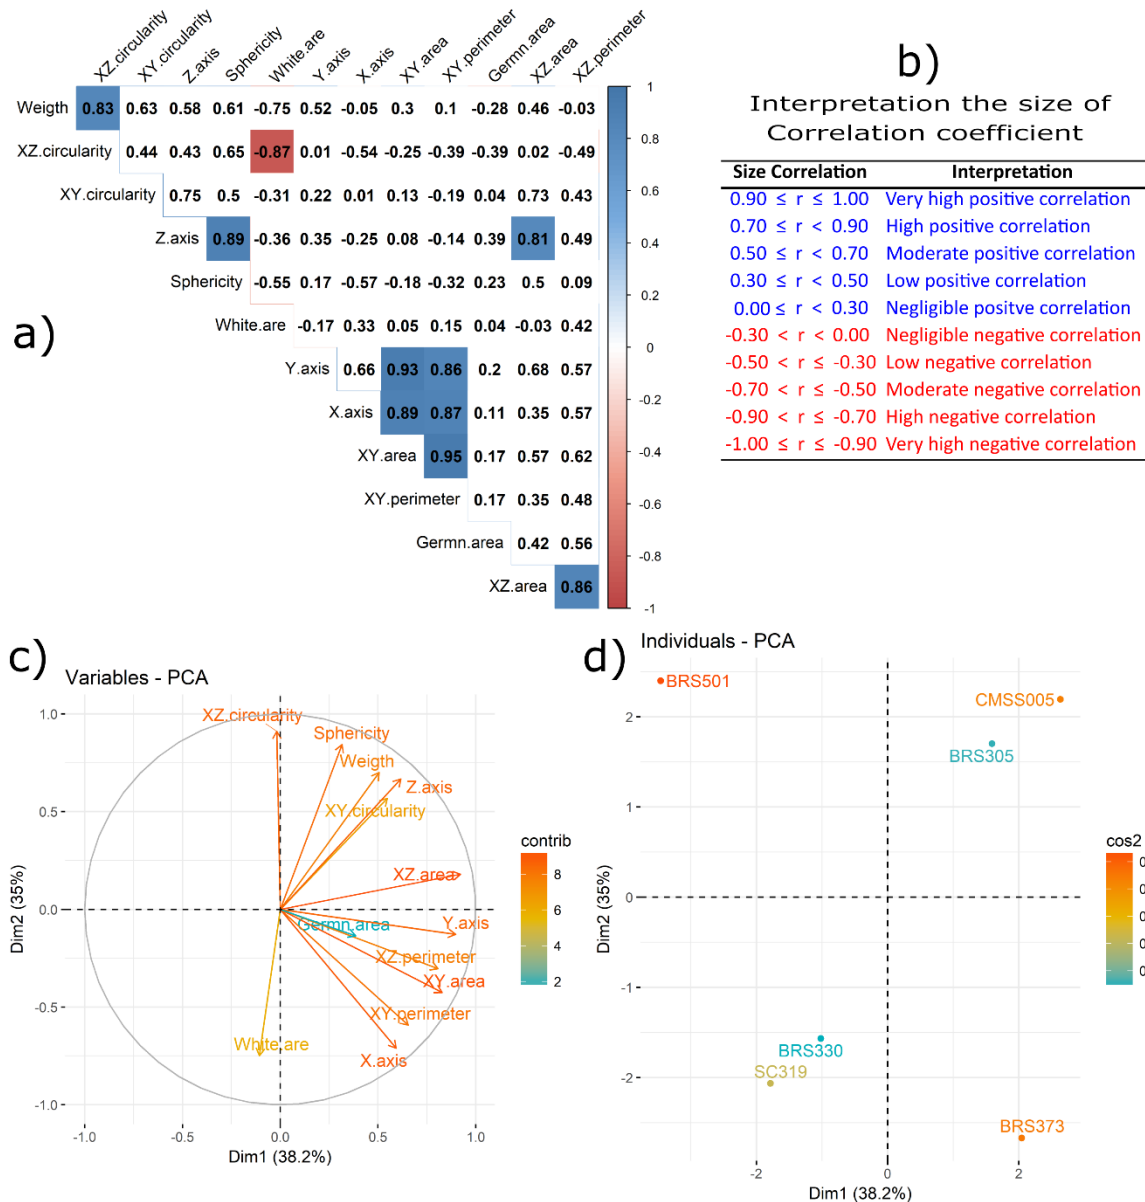 a)
XZ.circularity
XY.circularity
Z.axis
Sphericity
White.are
Y.axis
X.axis
XY.area
XY.perimeter
Germn.area
XZ.area
XZ.perimeter
Weigth 0.83 0.63 0.58 0.61 -0.75 0.52 -0.05 0.3 0.1 -0.28 0.46 -0.03
XZ.circularity 0.44 0.43 0.65 -0.87 0.01 -0.54 -0.25 -0.39 -0.39 0.02 -0.49
XY.circularity 0.75 0.5 -0.31 0.22 0.01 0.13 -0.19 0.04 0.73 0.43
Z.axis 0.89 -0.36 0.35 -0.25 0.08 -0.14 0.39 0.81 0.49
Sphericity -0.55 0.17 -0.57 -0.18 -0.32 0.23 0.5 0.09
White.are -0.17 0.33 0.05 0.15 0.04 -0.03 0.42
Y.axis 0.66 0.93 0.86 0.2 0.68 0.57
X.axis 0.89 0.87 0.11 0.35 0.57
XY.area 0.95 0.17 0.57 0.62
XY.perimeter 0.17 0.35 0.48
Germn.area 0.42 0.56
XZ.area 0.86
1
0.8
0.6
0.4
0.2
0
-0.2
-0.4
-0.6
-0.8
-1
b)
Interpretation the size of
Correlation coefficient
Size Correlation Interpretation
0.90 ≤ r ≤ 1.00 Very high positive correlation
0.70 ≤ r < 0.90 High positive correlation
0.50 ≤ r < 0.70 Moderate positive correlation
0.30 ≤ r < 0.50 Low positive correlation
0.00 ≤ r < 0.30 Negligible positve correlation
-0.30 < r < 0.00 Negligible negative correlation
-0.50 < r ≤ -0.30 Low negative correlation
-0.70 < r ≤ -0.50 Moderate negative correlation
-0.90 < r ≤ -0.70 High negative correlation
-1.00 ≤ r ≤ -0.90 Very high negative correlation
c)
Variables - PCA
1.0
0.5
0.0
-0.5
-1.0
Dim2 (35%)
XZ.circularity
Sphericity
Weigth
Z.axis
XY.circularity
XZ.area
Germn.area
Y.axis
XZ.perimeter
XY.area
XY.perimeter
White.are
X.axis
-1.0 -0.5 0.0 0.5 1.0
Dim1 (38.2%)
contrib
8
6
4
2
d)
Individuals - PCA
2
1
0
-1
-2
Dim2 (35%)
BRS501
CMSS005
BRS305
BRS330
SC319
BRS373
-2 0 2
Dim1 (38.2%)
cos2
0
0
0
0